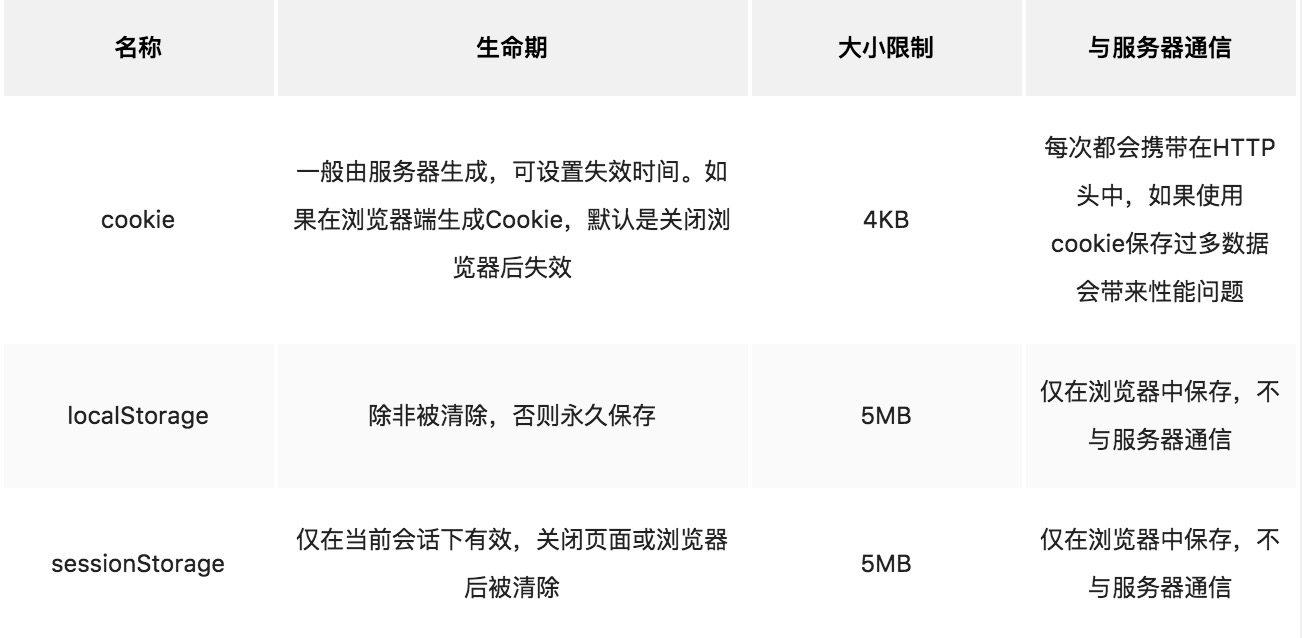 名称 生命期 大小限制 与服务器通信
cookie
一般由服务器生成，可设置失效时间。如
果在浏览器端生成Cookie，默认是关闭浏
览器后失效
4KB
每次都会携带在HTTP
头中，如果使用
cookie保存过多数据
会带来性能问题
localStorage
除非被清除，否则永久保存
5MB
仅在浏览器中保存，不
与服务器通信
sessionStorage
仅在当前会话下有效，关闭页面或浏览器
后被清除
5MB
仅在浏览器中保存，不
与服务器通信